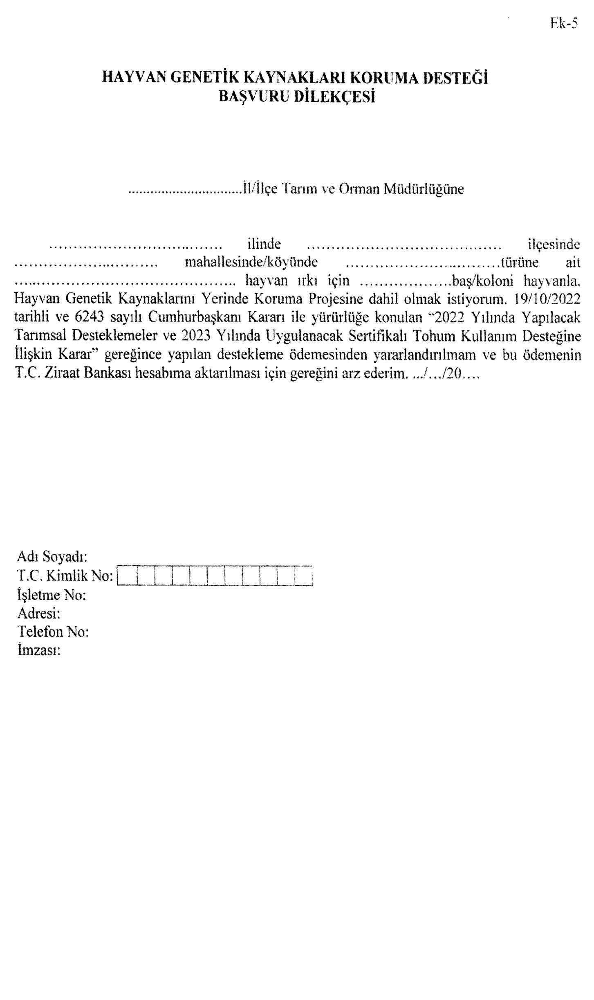 Ek-5
HAYVAN GENETİK KAYNAKLARI KORUMA DESTEĞİ
BAŞVURU DİLEKÇESİ
...............................İl/İlçe Tarım ve Orman Müdürlüğüne
.................................... ilinde ........................................ ilçesinde
.............................. mahallesinde/köyünde ................................türüne ait
.............................................. hayvan ırkı için ...................baş/koloni hayvanla.
Hayvan Genetik Kaynaklarını Yerinde Koruma Projesine dahil olmak istiyorum. 19/10/2022
tarihli ve 6243 sayılı Cumhurbaşkanı Kararı ile yürürlüğe konulan “2022 Yılında Yapılacak
Tarımsal Desteklemeler ve 2023 Yılında Uygulanacak Sertifikalı Tohum Kullanım Desteğine
İlişkin Karar” gereğince yapılan destekleme ödemesinden yararlandırılmam ve bu ödemenin
T.C. Ziraat Bankası hesabıma aktarılması için gereğini arz ederim. .../.../20....
Adı Soyadı:
T.C. Kimlik No:
İşletme No:
Adresi:
Telefon No:
İmzası: